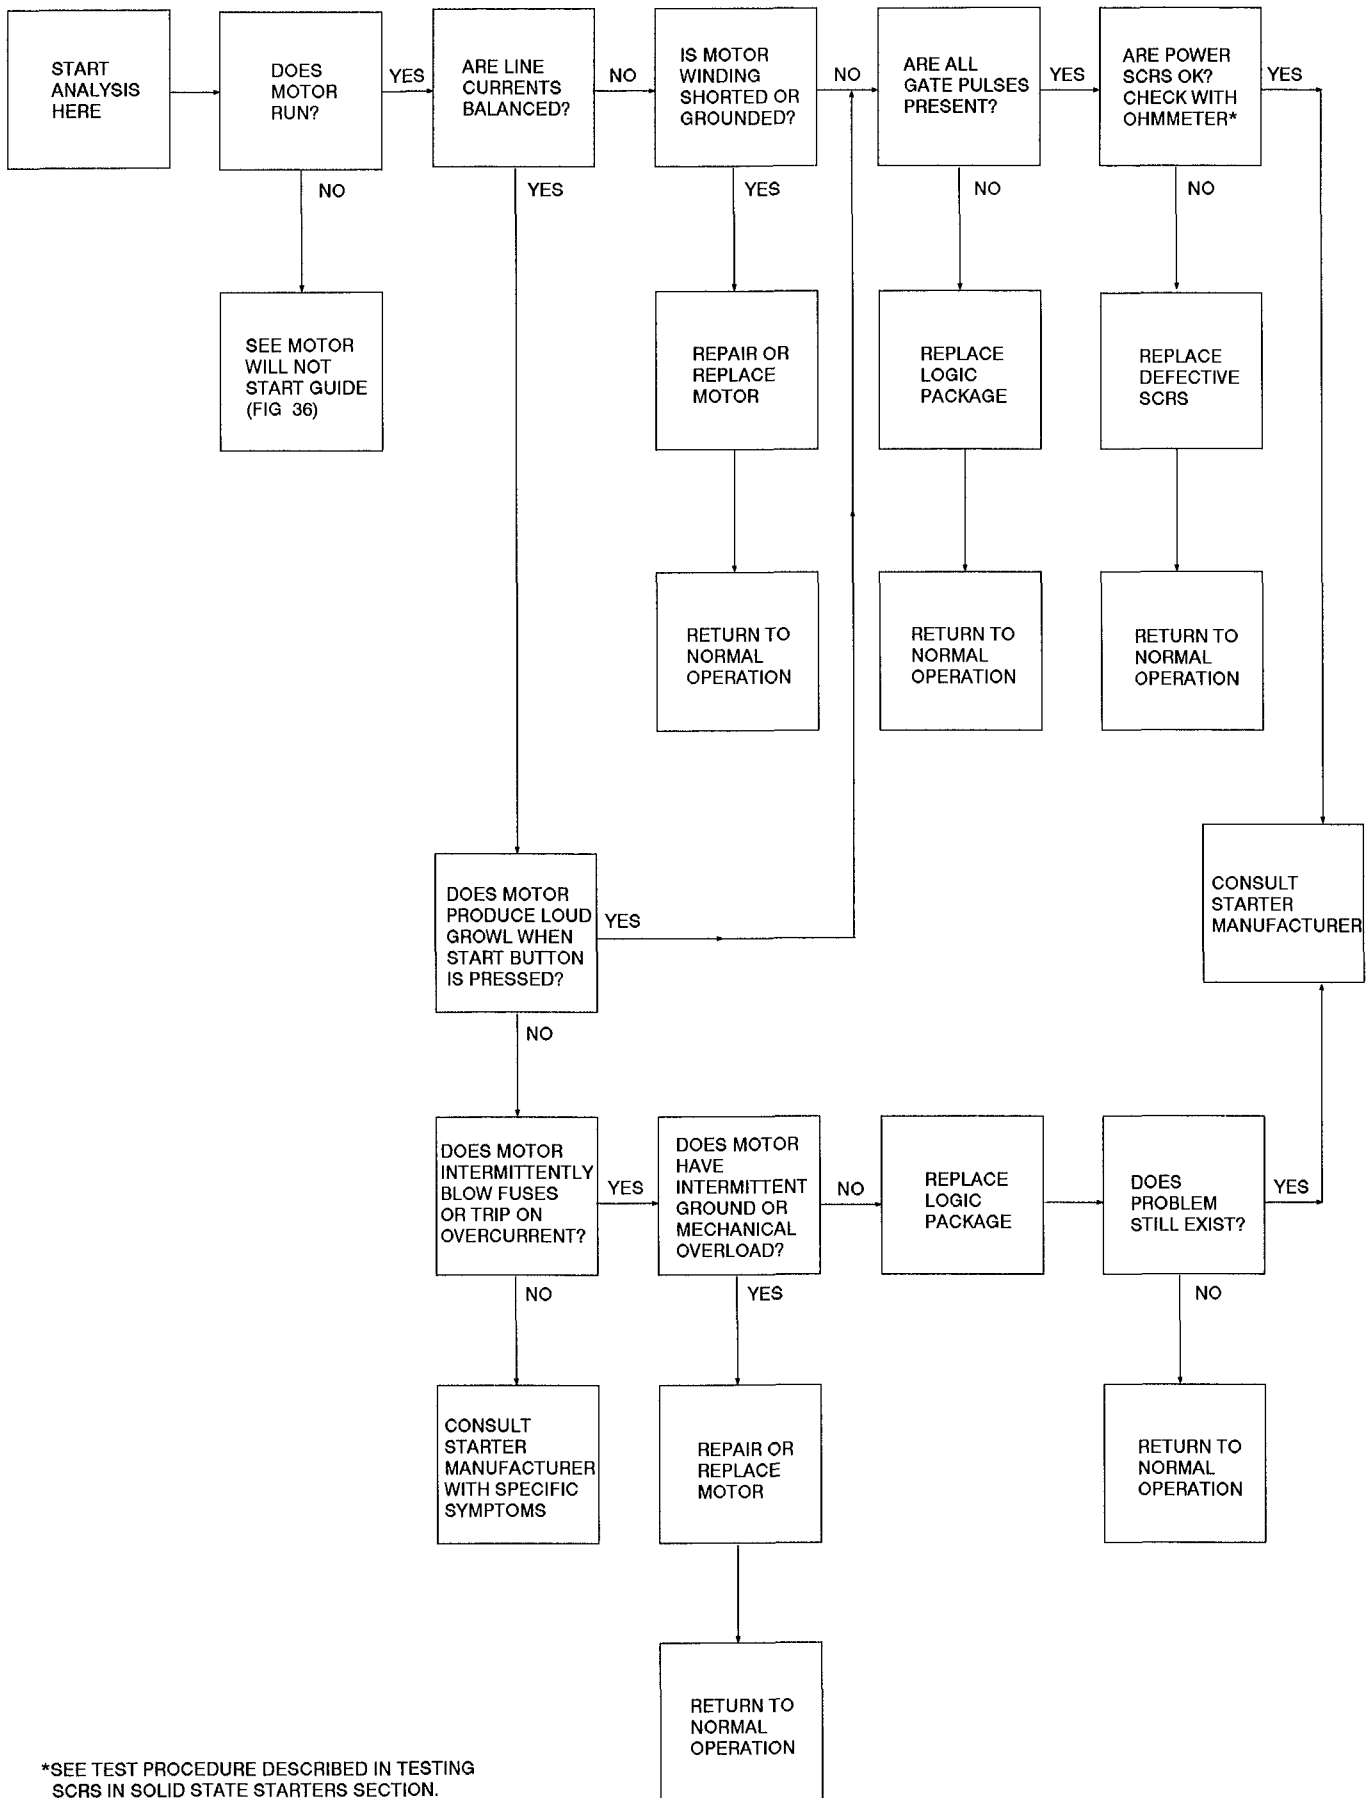 START
ANALYSIS
HERE
DOES
MOTOR
RUN?
YES
ARE LINE
CURRENTS
BALANCED?
NO
IS MOTOR
WINDING
SHORTED OR
GROUNDED?
NO
ARE ALL
GATE PULSES
PRESENT?
YES
ARE POWER
SCRS OK?
CHECK WITH
OHMMETER*
YES
NO
YES
YES
NO
NO
SEE MOTOR
WILL NOT
START GUIDE
(FIG 36)
REPAIR OR
REPLACE
MOTOR
REPLACE
LOGIC
PACKAGE
REPLACE
DEFECTIVE
SCRS
RETURN TO
NORMAL
OPERATION
RETURN TO
NORMAL
OPERATION
RETURN TO
NORMAL
OPERATION
DOES MOTOR
PRODUCE LOUD
GROWL WHEN
START BUTTON
IS PRESSED?
YES
CONSULT
STARTER
MANUFACTURER
NO
DOES MOTOR
INTERMITTENTLY
BLOW FUSES
OR TRIP ON
OVERCURRENT?
YES
DOES MOTOR
HAVE
INTERMITTENT
GROUND OR
MECHANICAL
OVERLOAD?
NO
REPLACE
LOGIC
PACKAGE
DOES
PROBLEM
STILL EXIST?
YES
NO
YES
NO
CONSULT
STARTER
MANUFACTURER
WITH SPECIFIC
SYMPTOMS
REPAIR OR
REPLACE
MOTOR
RETURN TO
NORMAL
OPERATION
RETURN TO
NORMAL
OPERATION
*SEE TEST PROCEDURE DESCRIBED IN TESTING
SCRS IN SOLID STATE STARTERS SECTION.